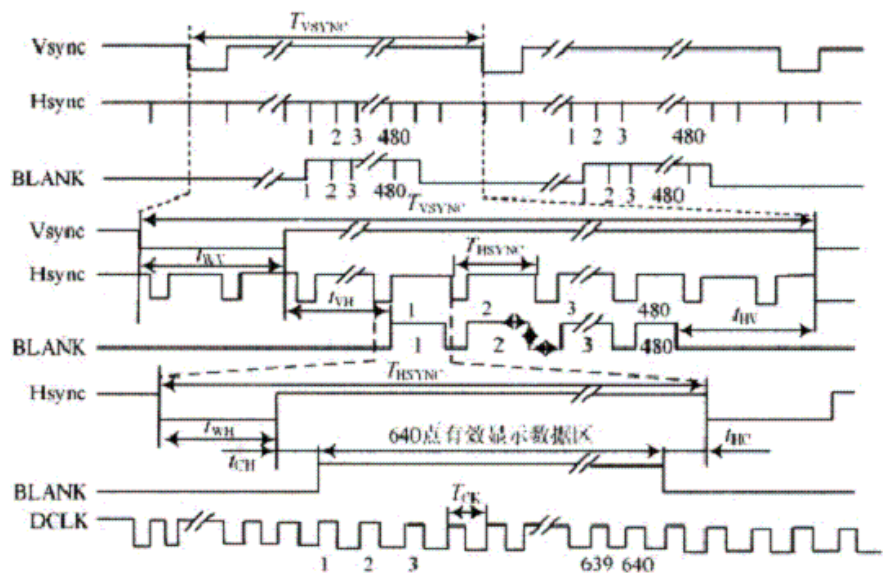 T_VSYNC
Vsync
Hsync
1 2 3 480 1 2 3 480
BLANK
1 2 3 480 1 2 3 480
T_VSYNC
Vsync
t_WV T_HSYNC
Hsync
t_VH 1 2 3 480 t_HV
BLANK
1 2 3 480
T_HSYNC
Hsync
t_WH 640点有效显示数据区 t_HC
t_CH
BLANK
T_CK
DCLK
1 2 3 639 640